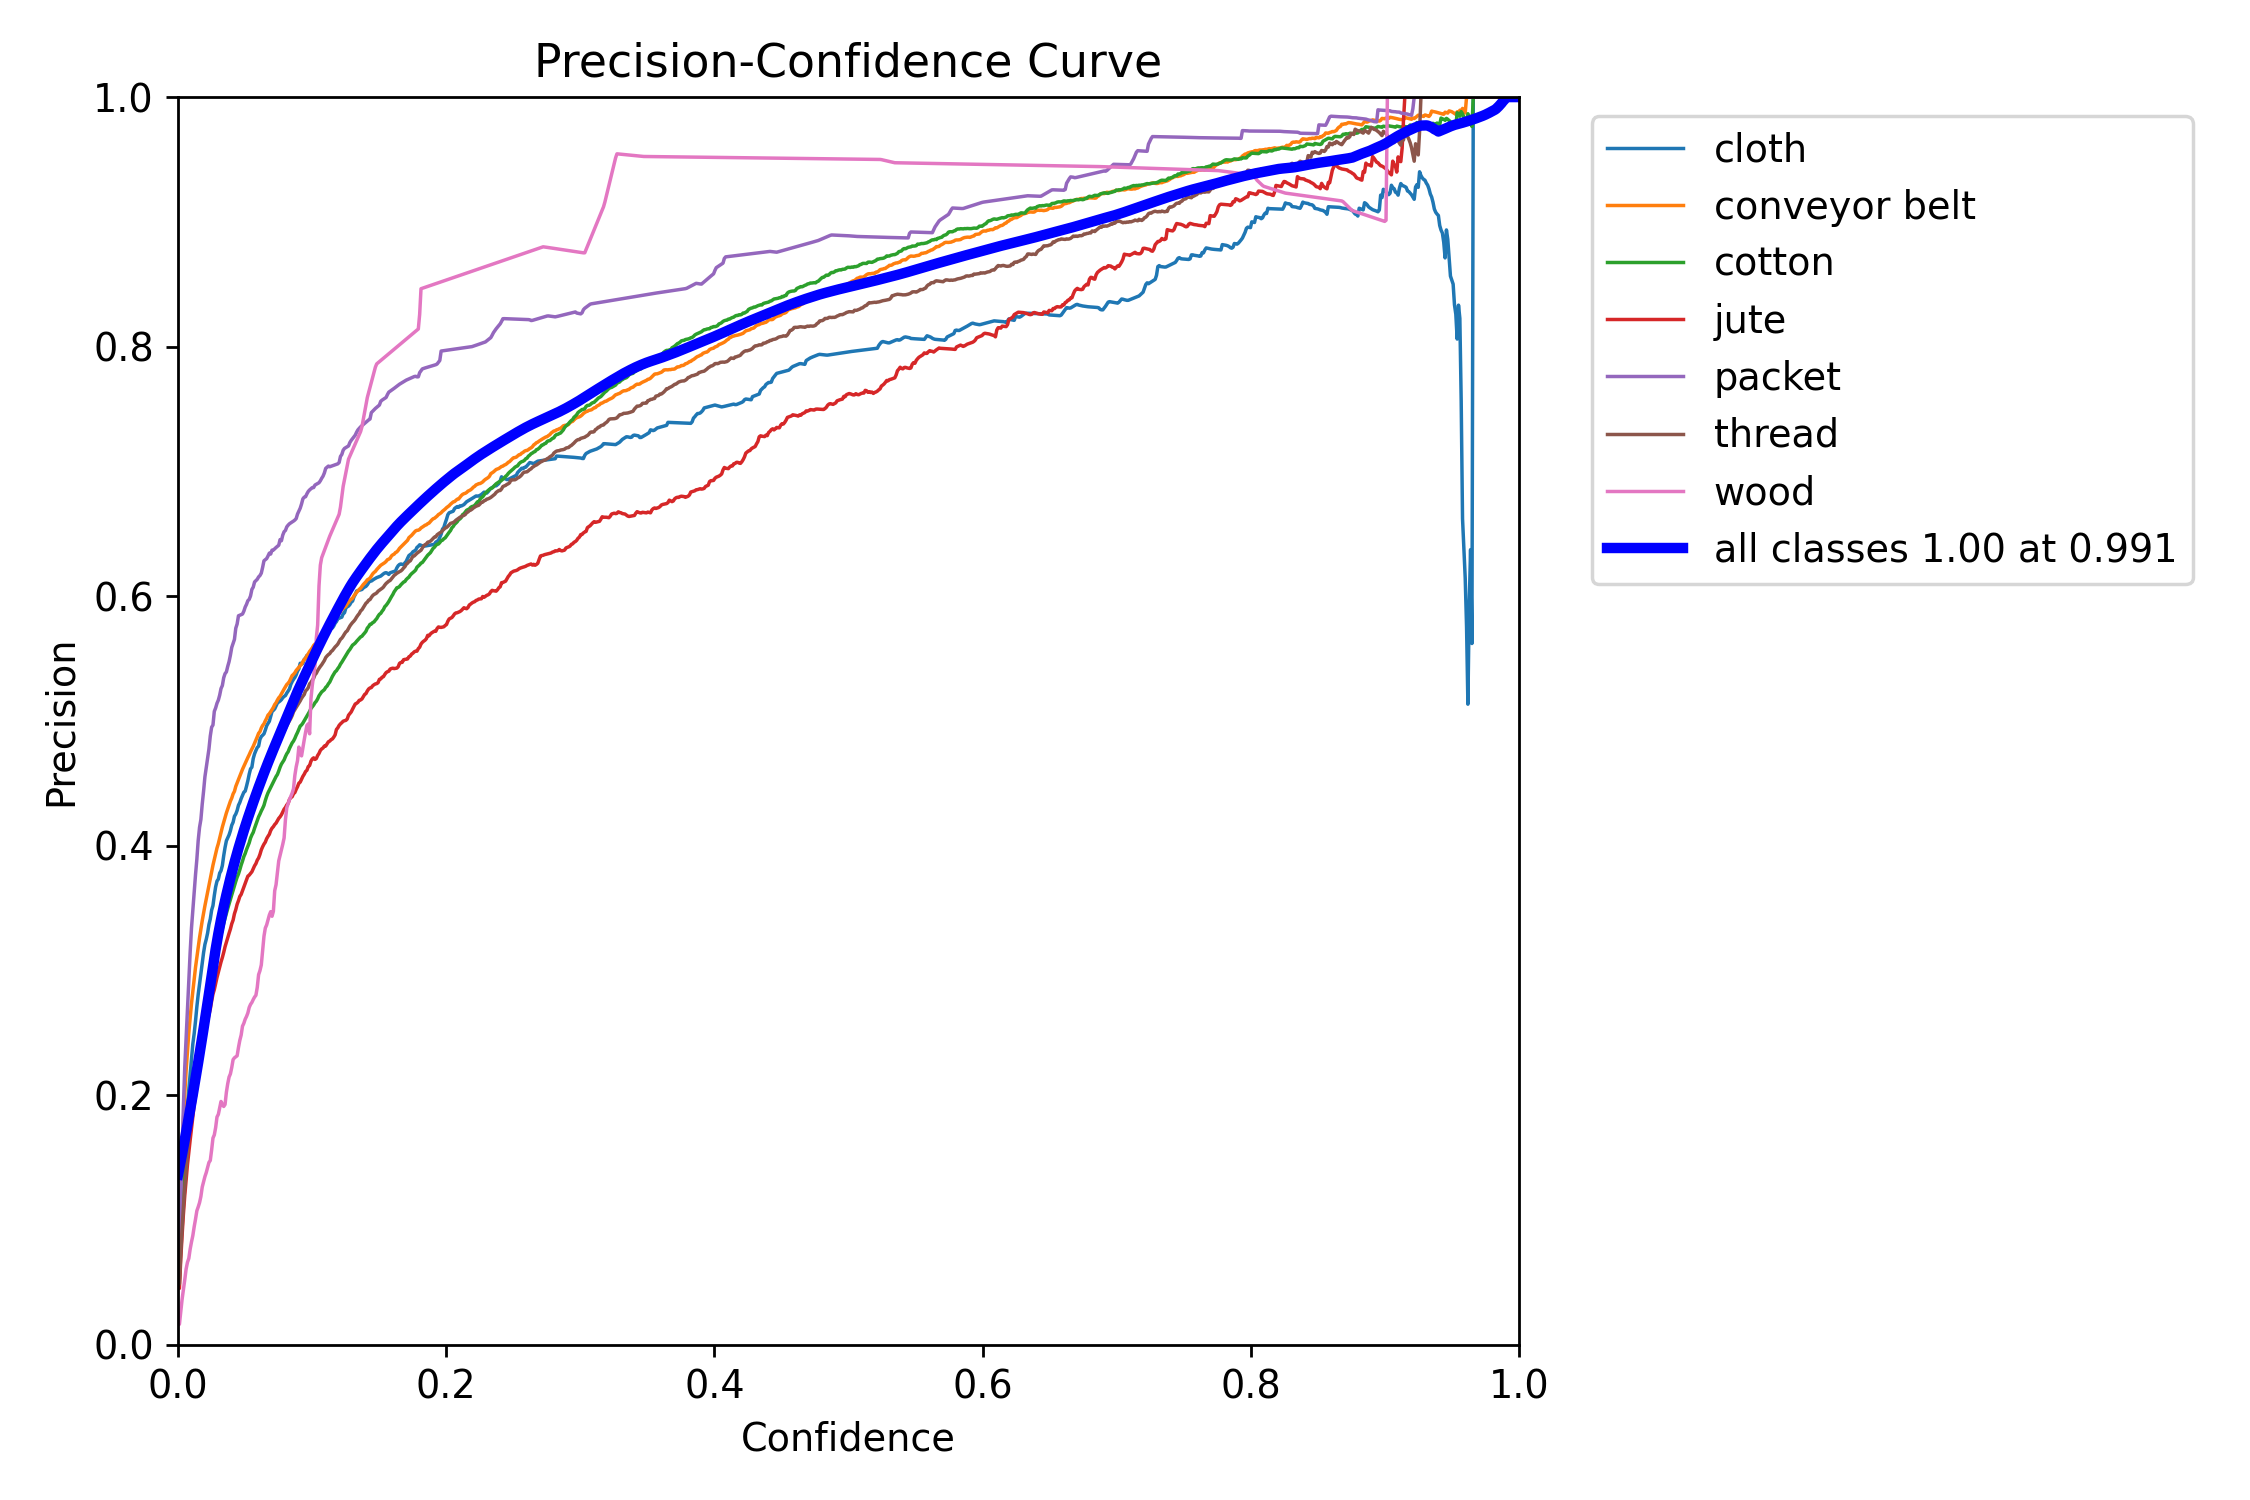 Precision-Confidence Curve
1.0
0.8
0.6
0.4
0.2
0.0
Precision
0.0 0.2 0.4 0.6 0.8 1.0
Confidence
cloth
conveyor belt
cotton
jute
packet
thread
wood
all classes 1.00 at 0.991